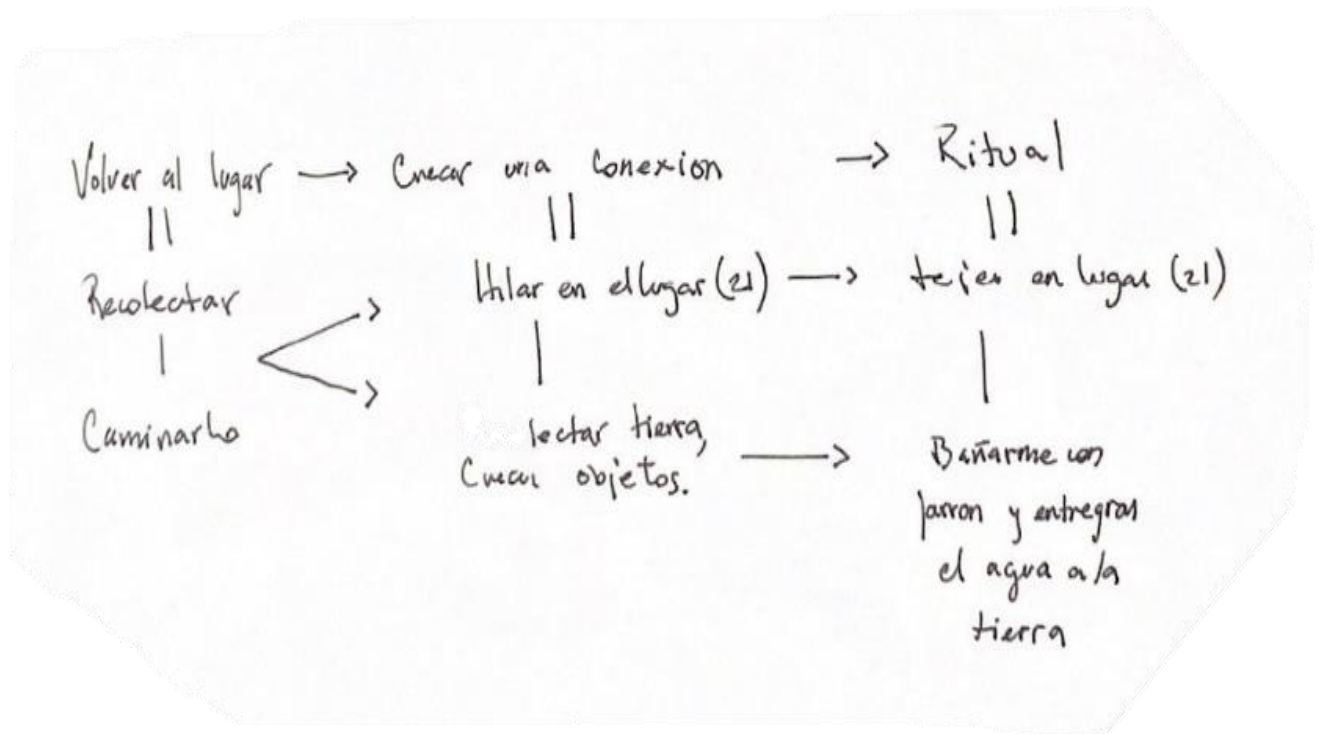 Volver al lugar → Crear una conexion → Ritual
||
||
||
Recolectar
Hilar en el lugar (21) → tejer en lugar (21)
|
|
|
Caminarlo
lectar tierra,
Crear objetos. →
Bañarme con
jarron y entregar
el agua a la
tierra